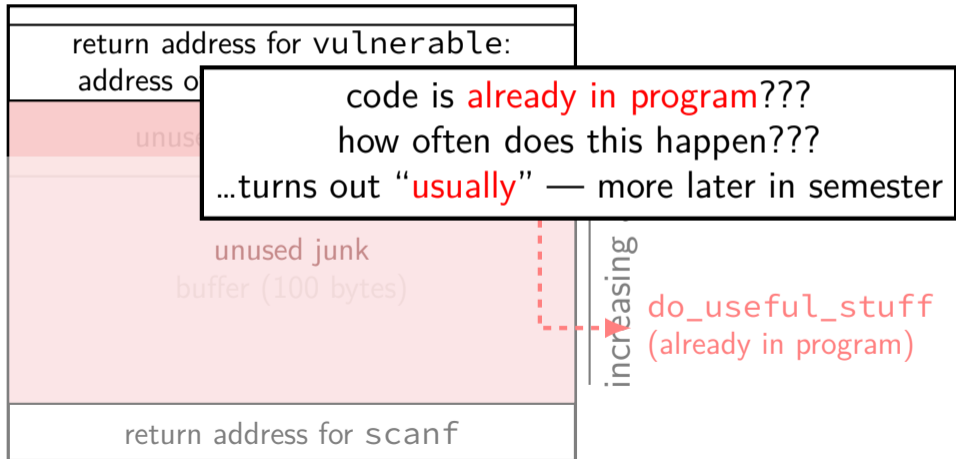 return address for vulnerable:
address o
code is already in program???
how often does this happen???
…turns out “usually” — more later in semester
unuse
unused junk
buffer (100 bytes)
increasing
do_useful_stuff
(already in program)
return address for scanf